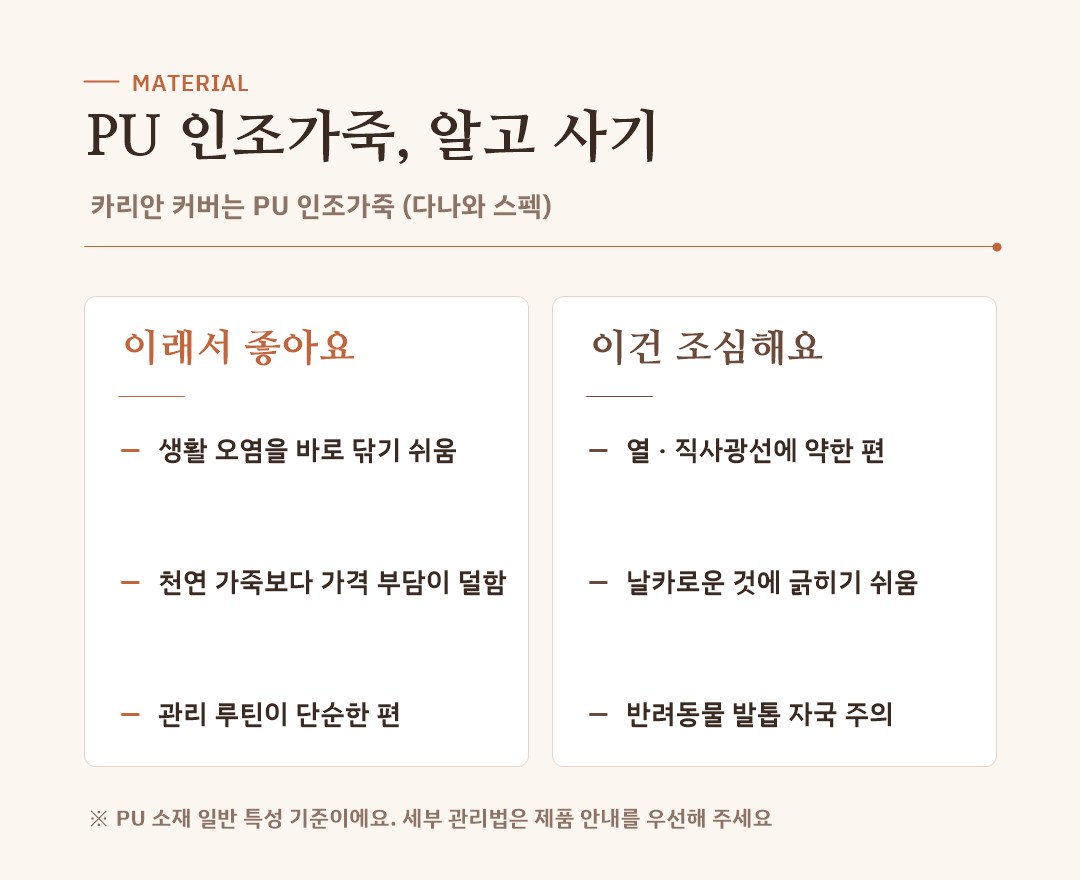 MATERIAL
PU 인조가죽, 알고 사기
카리안 커버는 PU 인조가죽 (다나와 스펙)
이래서 좋아요
— 생활 오염을 바로 닦기 쉬움
— 천연 가죽보다 가격 부담이 덜함
— 관리 루틴이 단순한 편
이건 조심해요
— 열 · 직사광선에 약한 편
— 날카로운 것에 긁히기 쉬움
— 반려동물 발톱 자국 주의
※ PU 소재 일반 특성 기준이에요. 세부 관리법은 제품 안내를 우선해 주세요